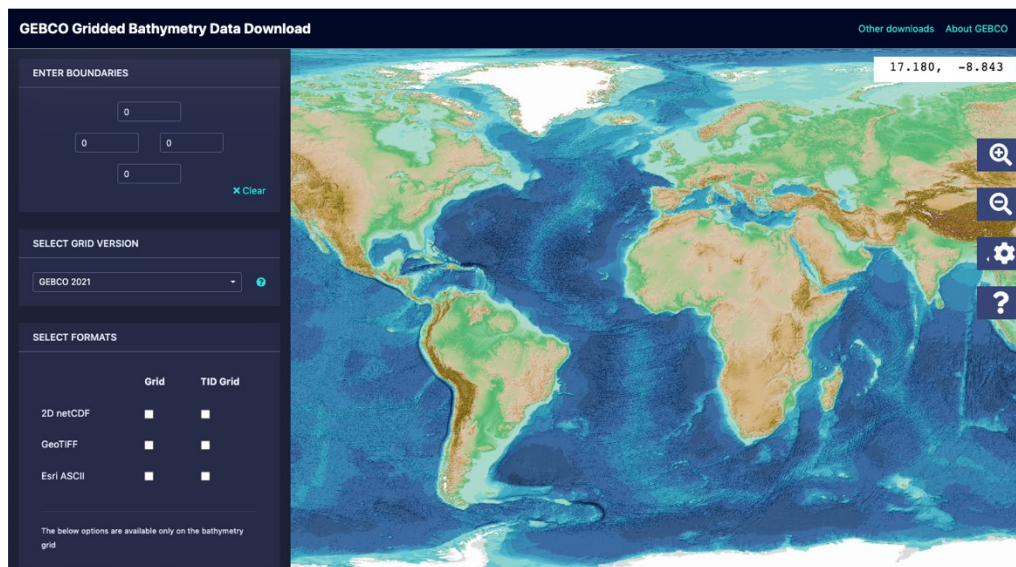 GEBCO Gridded Bathymetry Data Download
Other downloads About GEBCO
ENTER BOUNDARIES
0
0 0
0
× Clear
17.180, -8.843
SELECT GRID VERSION
GEBCO 2021
?
SELECT FORMATS
Grid TID Grid
2D netCDF
GeoTIFF
Esri ASCII
The below options are available only on the bathymetry
grid
?